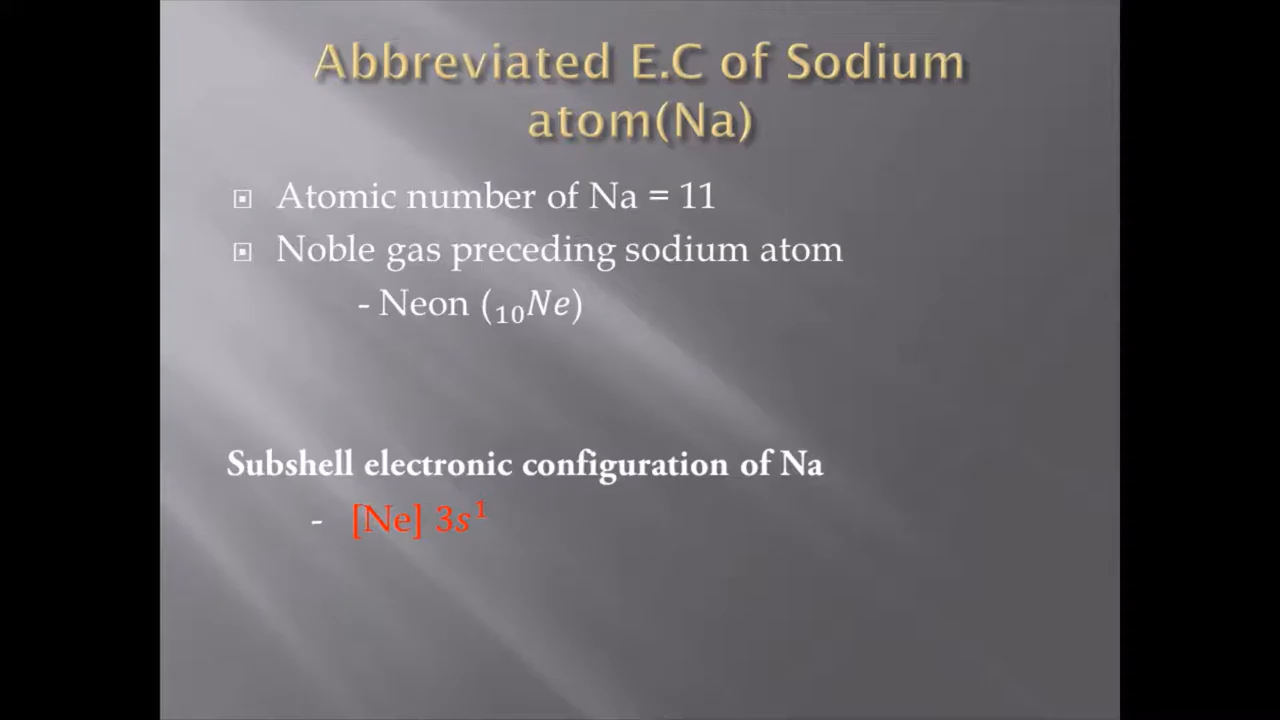 Abbreviated E.C of Sodium
atom(Na)
Atomic number of Na = 11
Noble gas preceding sodium atom
- Neon (₁₀Ne)
Subshell electronic configuration of Na
- [Ne] 3s¹